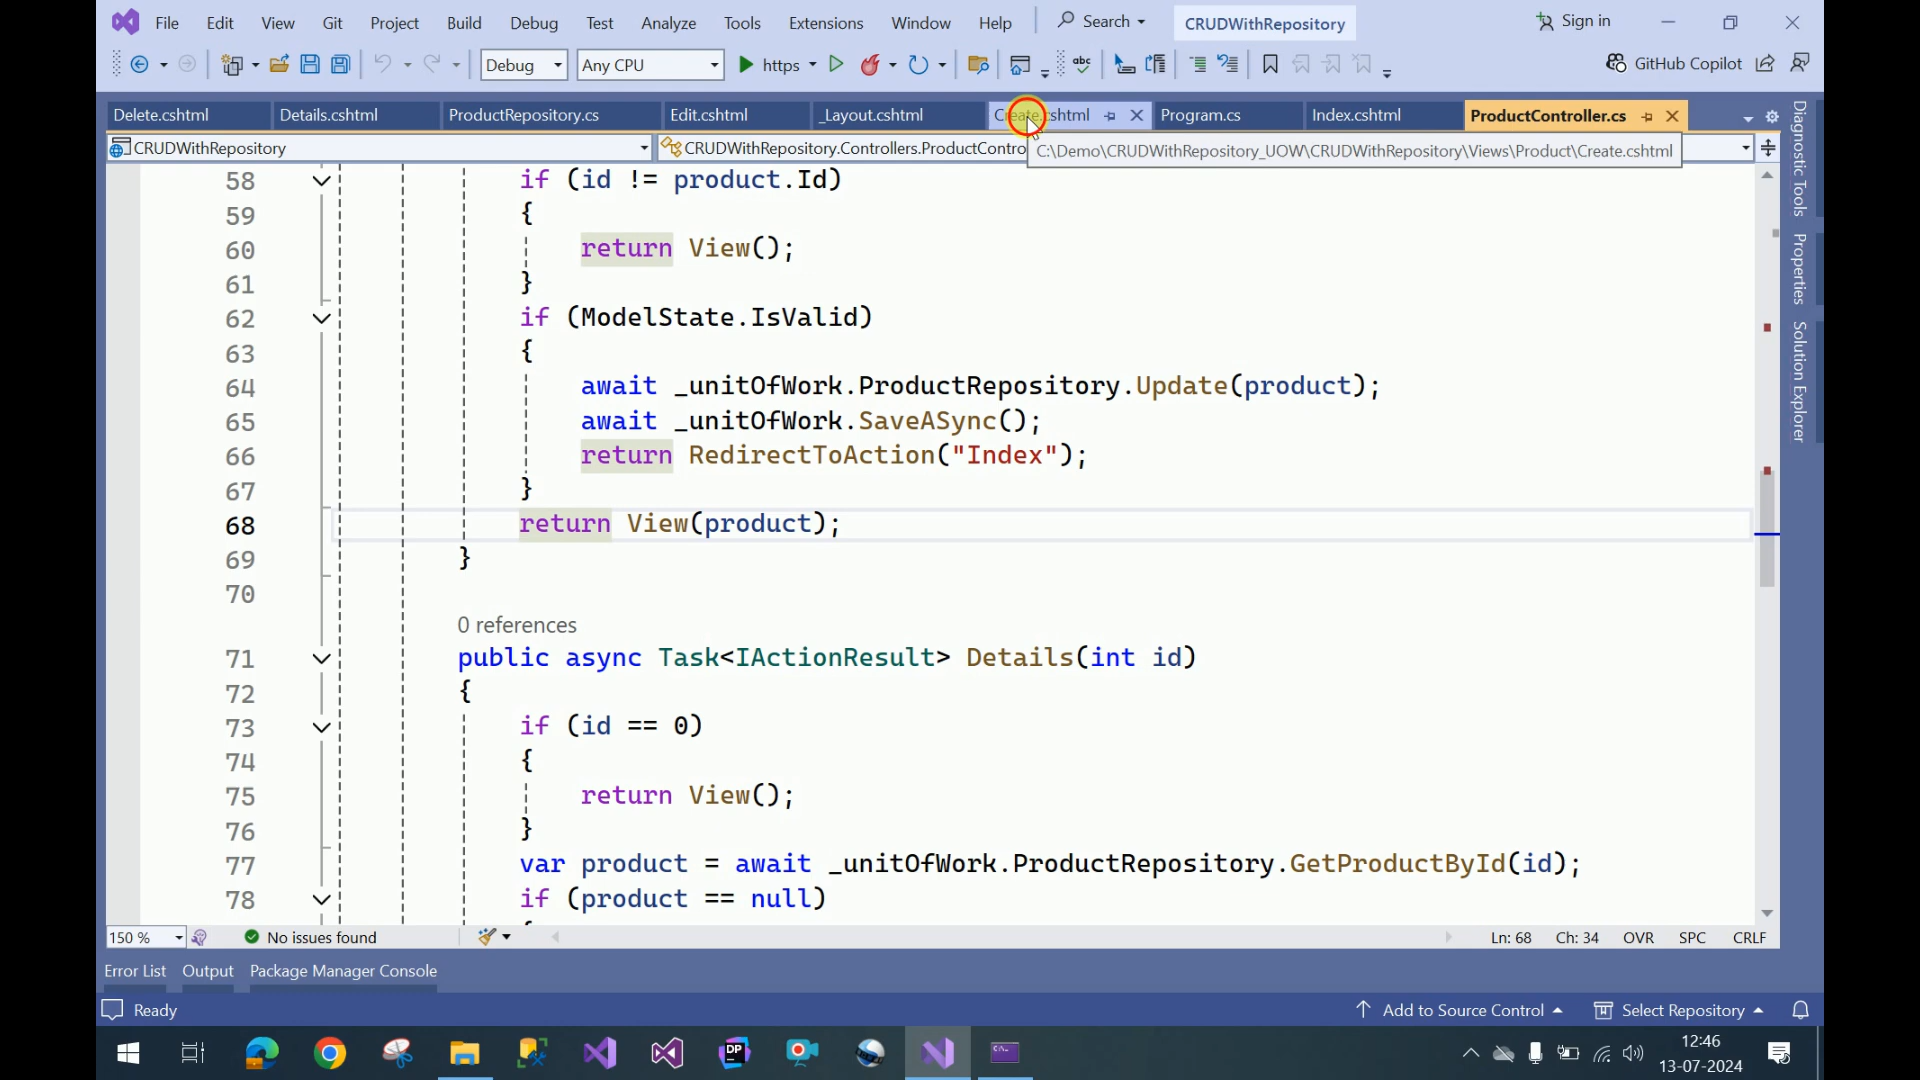 File Edit View Git Project Build Debug Test Analyze Tools Extensions Window Help Search CRUDWithRepository Sign in
Debug Any CPU https abc GitHub Copilot
Delete.cshtml Details.cshtml ProductRepository.cs Edit.cshtml _Layout.cshtml Create.cshtml Program.cs Index.cshtml ProductController.cs
CRUDWithRepository CRUDWithRepository.Controllers.ProductContro
C:\Demo\CRUDWithRepository_UOW\CRUDWithRepository\Views\Product\Create.cshtml
58 if (id != product.Id)
59 {
60 return View();
61 }
62 if (ModelState.IsValid)
63 {
64 await _unitOfWork.ProductRepository.Update(product);
65 await _unitOfWork.SaveASync();
66 return RedirectToAction("Index");
67 }
68 return View(product);
69 }
70
0 references
71 public async Task<IActionResult> Details(int id)
72 {
73 if (id == 0)
74 {
75 return View();
76 }
77 var product = await _unitOfWork.ProductRepository.GetProductById(id);
78 if (product == null)
Diagnostic Tools
Properties
Solution Explorer
150 % No issues found Ln: 68 Ch: 34 OVR SPC CRLF
Error List Output Package Manager Console
Ready Add to Source Control Select Repository
DP
12:46
13-07-2024